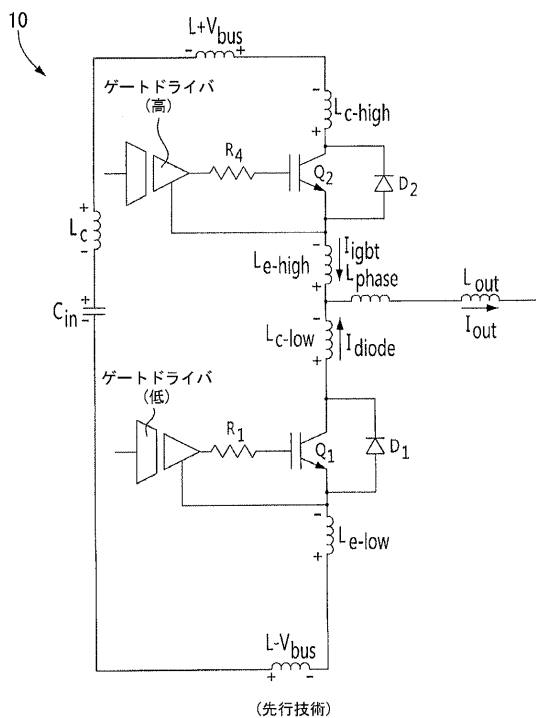 10
L+Vbus
- +
ゲートドライバ
(高)
-
Lc-high
+
R4
Q2
D2
+
Lc
-
-
Le-high
+
Iigbt
Lphase
Lout
Iout
Cin
+
-
-
Lc-low
+
Idiode
ゲートドライバ
(低)
R1
Q1
D1
-
Le-low
+
L-Vbus
+ -
(先行技術)